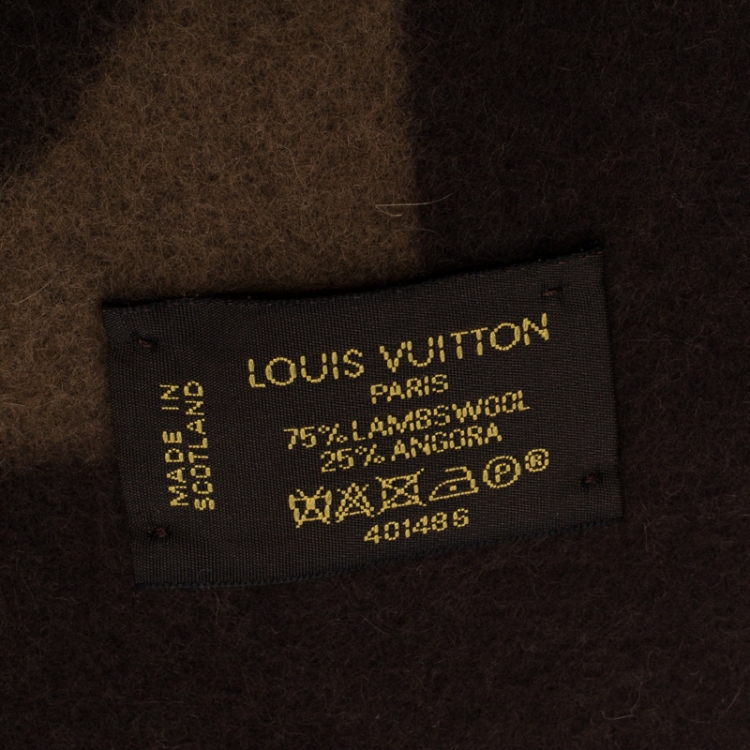 LOUIS VUITTON
PARIS
75% LAMBSWOOL
25% ANGORA
P ®
401486
MADE IN
SCOTLAND